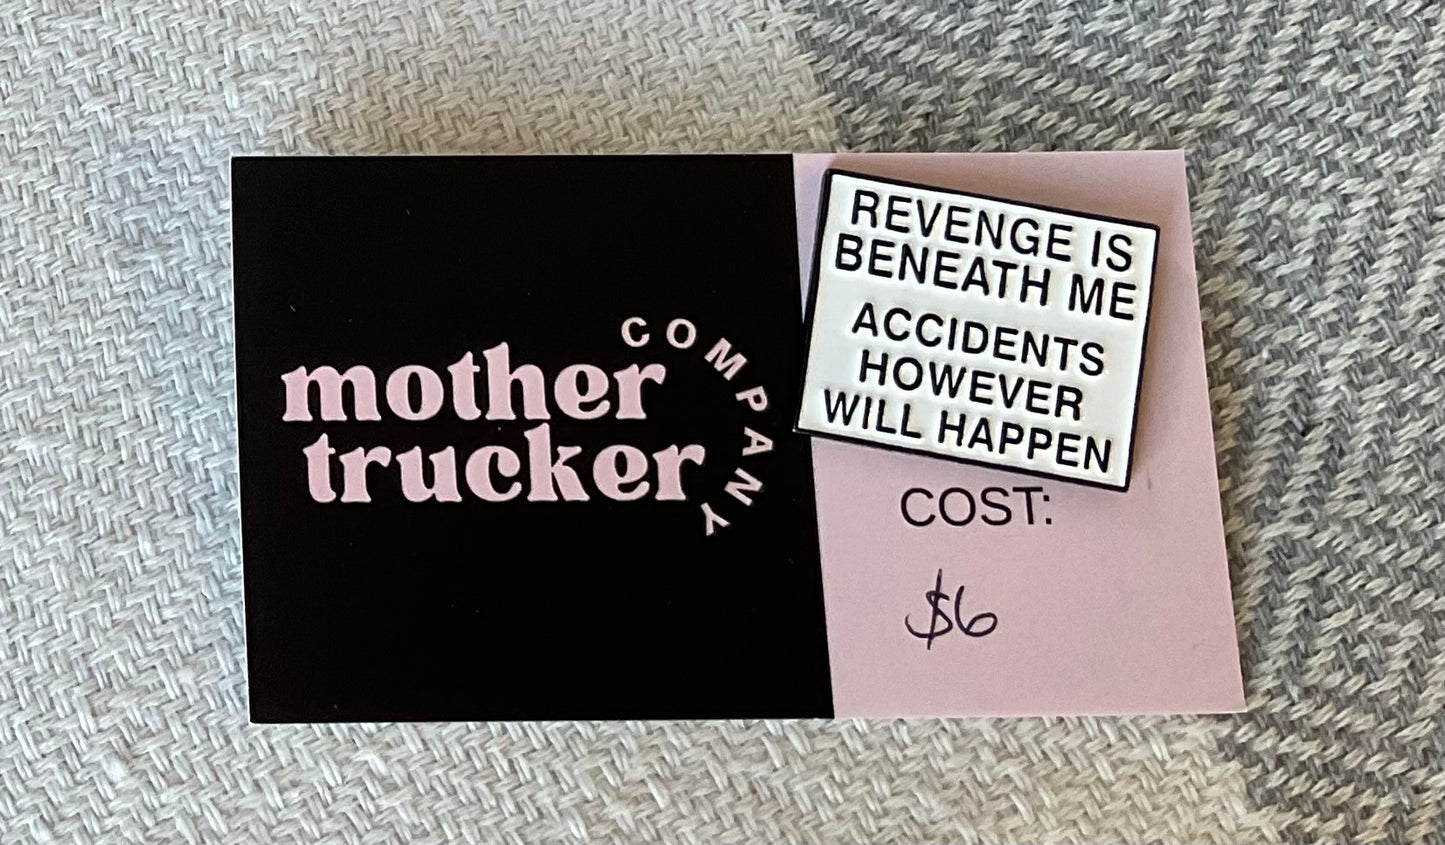 mother
trucker
COMPANY
REVENGE IS
BENEATH ME
ACCIDENTS
HOWEVER
WILL HAPPEN
COST:
$6